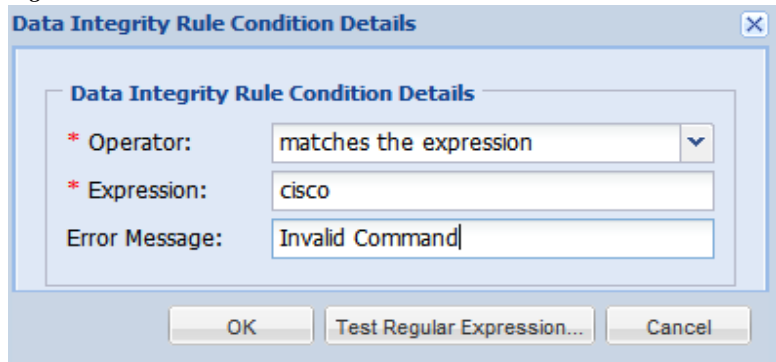 Data Integrity Rule Condition Details
Data Integrity Rule Condition Details
* Operator: matches the expression
* Expression: cisco
Error Message: Invalid Command
OK Test Regular Expression... Cancel